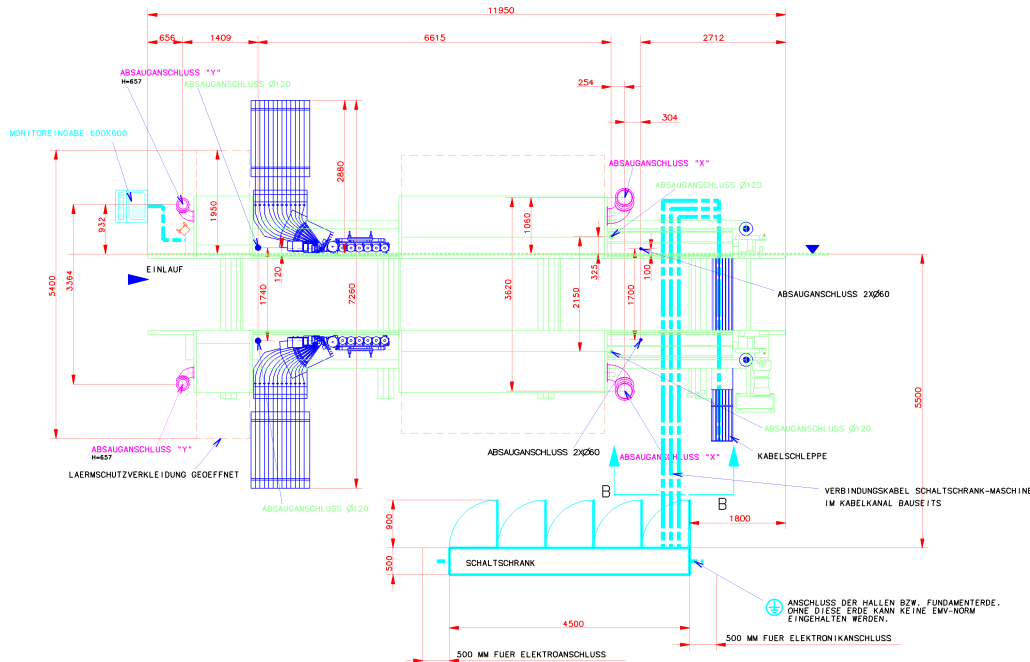 11950
656
1409
6615
2712
254
304
ABSAUGANSCHLUSS "Y"
H=657
ABSAUGANSCHLUSS Ø120
MONITOREINGABE 600X600
ABSAUGANSCHLUSS "X"
ABSAUGANSCHLUSS Ø120
2880
1950
932
1060
5400
3364
EINLAUF
120
1740
7260
3620
2150
325
1700
100
ABSAUGANSCHLUSS 2XØ60
5500
ABSAUGANSCHLUSS "Y"
H=657
LAERMSCHUTZVERKLEIDUNG GEOEFFNET
ABSAUGANSCHLUSS Ø120
ABSAUGANSCHLUSS 2XØ60
ABSAUGANSCHLUSS "X"
ABSAUGANSCHLUSS Ø120
KABELSCHLEPPE
B
B
VERBINDUNGSKABEL SCHALTSCHRANK-MASCHINE
IM KABELKANAL BAUSEITS
1800
900
500
SCHALTSCHRANK
ANSCHLUSS DER HALLEN BZW. FUNDAMENTERDE.
OHNE DIESE ERDE KANN KEINE EMV-NORM
EINGEHALTEN WERDEN.
4500
500 MM FUER ELEKTRONIKANSCHLUSS
500 MM FUER ELEKTROANSCHLUSS